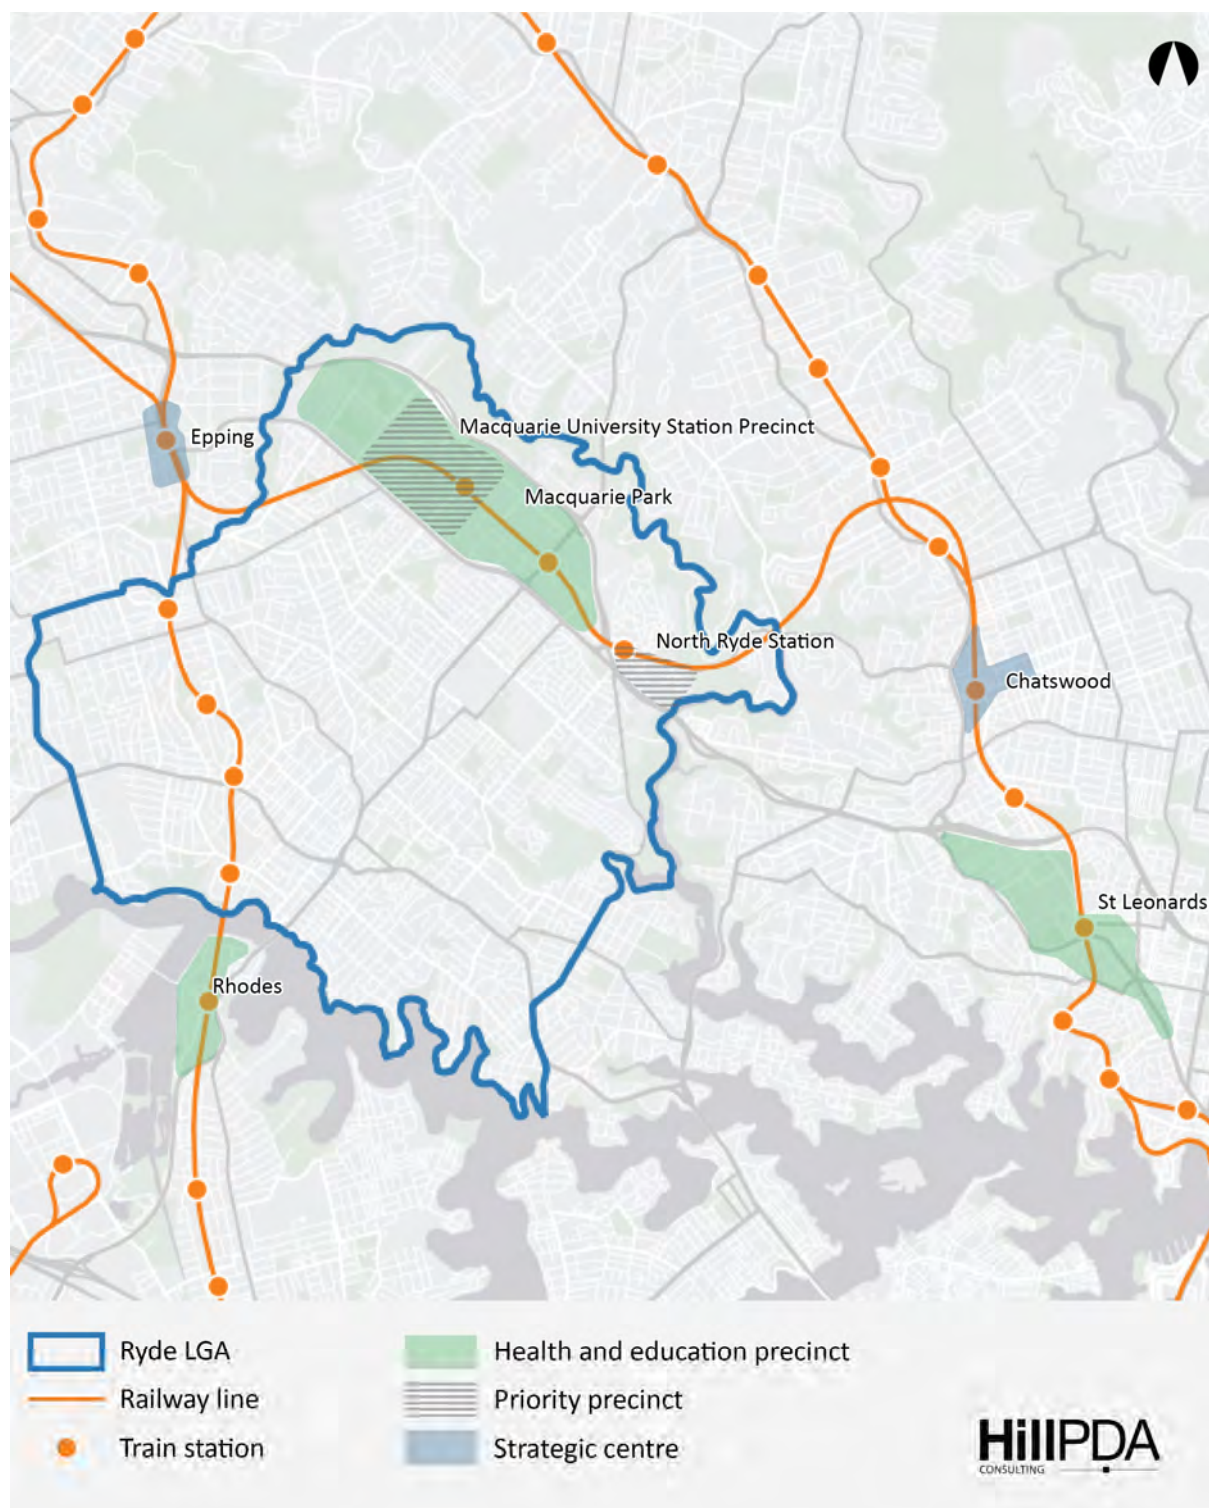 Macquarie University Station Precinct
Epping
Macquarie Park
North Ryde Station
Chatswood
St Leonards
Rhodes
Ryde LGA
Railway line
Train station
Health and education precinct
Priority precinct
Strategic centre
HillPDA
CONSULTING